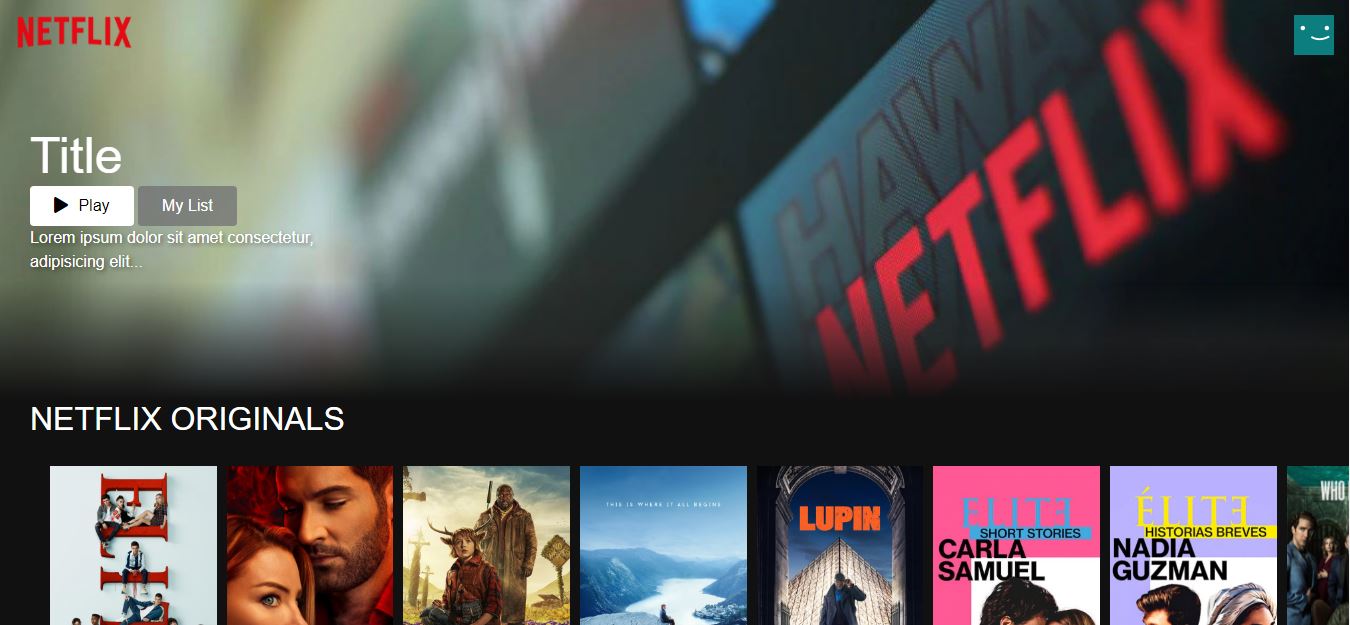 NETFLIX
HAWA
NETFLIX
Title
Play
My List
Lorem ipsum dolor sit amet consectetur,
adipisicing elit...
NETFLIX ORIGINALS
THIS IS WHERE IT ALL BEGINS
LUPIN
ELITE
SHORT STORIES
CARLA
SAMUEL
ÉLITE
HISTORIAS BREVES
NADIA
GUZMAN
WHO